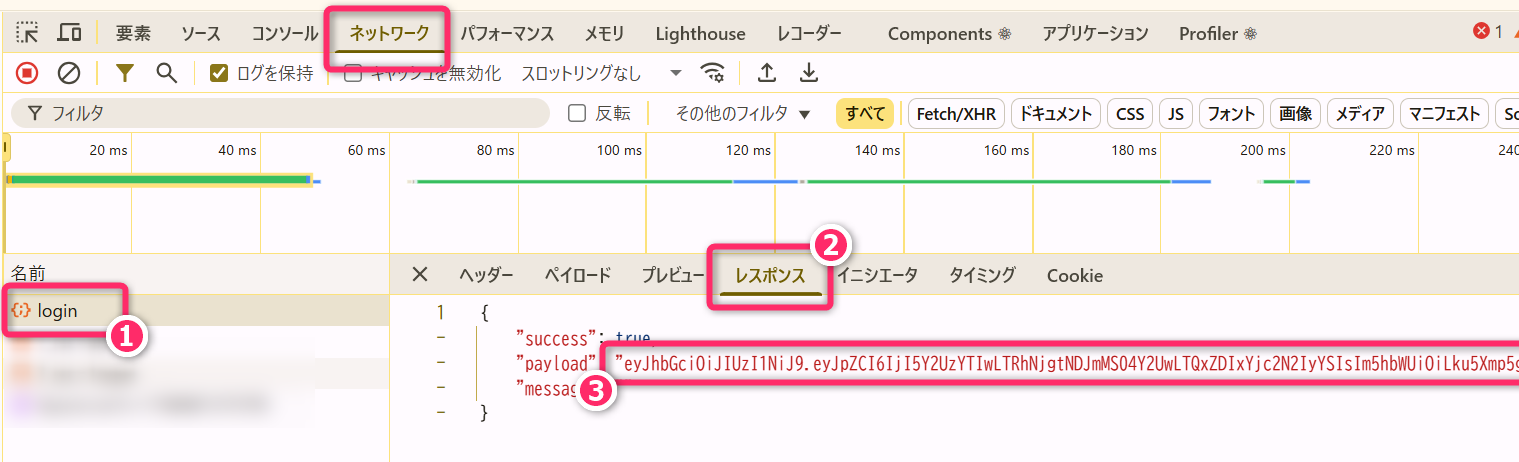 要素 ソース コンソール ネットワーク パフォーマンス メモリ Lighthouse レコーダー Components アプリケーション Profiler 1
ログを保持 キャッシュを無効化 スロットリングなし
フィルタ 反転 その他のフィルタ すべて Fetch/XHR ドキュメント CSS JS フォント 画像 メディア マニフェスト
20 ms 40 ms 60 ms 80 ms 100 ms 120 ms 140 ms 160 ms 180 ms 200 ms 220 ms 240
2
名前 ヘッダー ペイロード プレビュー レスポンス イニシエータ タイミング Cookie
login 1 {
1
- "success": true,
- "payload" "eyJhbGciOiJIUzI1NiJ9.eyJpZCI6IjI5Y2UzYTIwLTRhNjgtNDJmMS04Y2UwLTQxZDIxYjc2N2IyYSIsIm5hbWUiOiLku5Xmp5g
- "messag 3
- }